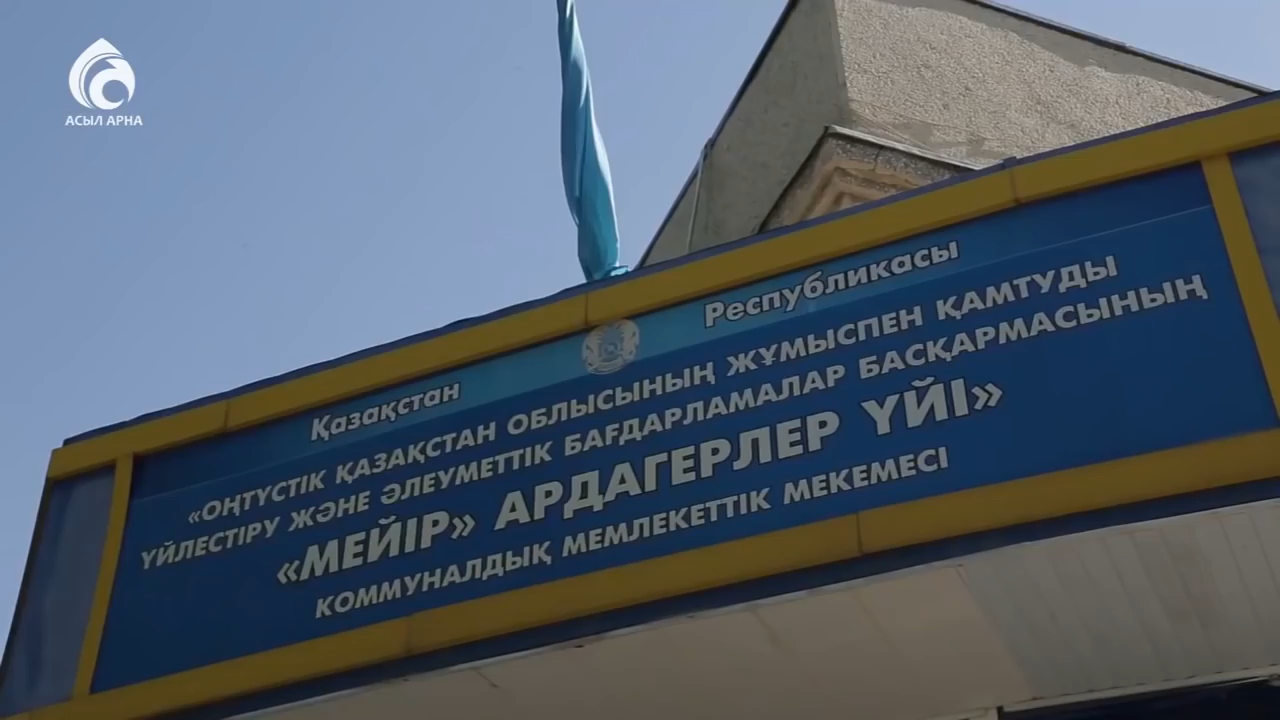 АСЫЛ АРНА
Қазақстан Республикасы
«ОҢТҮСТІК ҚАЗАҚСТАН ОБЛЫСЫНЫҢ ЖҰМЫСПЕН ҚАМТУДЫ
ҮЙЛЕСТІРУ ЖӘНЕ ӘЛЕУМЕТТІК БАҒДАРЛАМАЛАР БАСҚАРМАСЫНЫҢ
«МЕЙІР» АРДАГЕРЛЕР ҮЙІ»
КОММУНАЛДЫҚ МЕМЛЕКЕТТІК МЕКЕМЕСІ